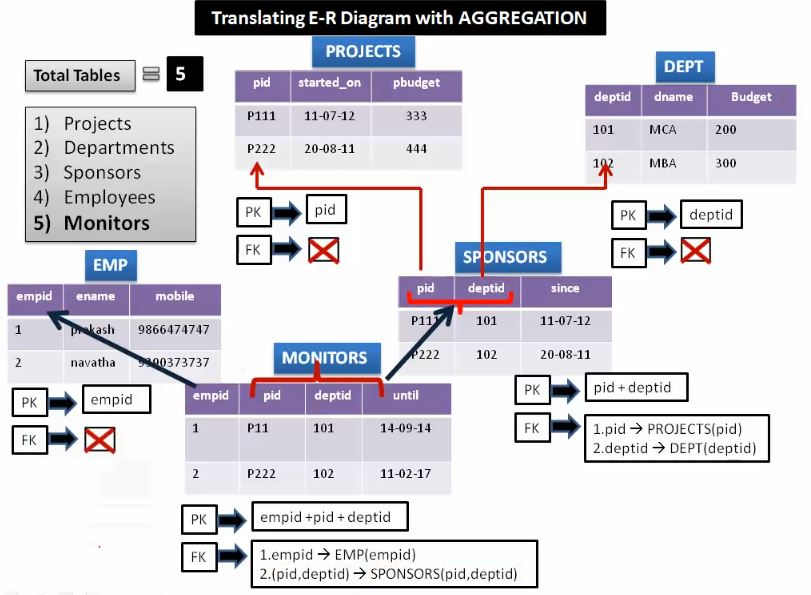 Translating E-R Diagram with AGGREGATION
Total Tables = 5
1) Projects
2) Departments
3) Sponsors
4) Employees
5) Monitors
PROJECTS
pid started_on pbudget
P111 11-07-12 333
P222 20-08-11 444
PK pid
FK
DEPT
deptid dname Budget
101 MCA 200
102 MBA 300
PK deptid
FK
EMP
empid ename mobile
1 prakash 9866474747
2 navatha 9390373737
PK empid
FK
SPONSORS
pid deptid since
P111 101 11-07-12
P222 102 20-08-11
PK pid + deptid
FK 1.pid → PROJECTS(pid)
2.deptid → DEPT(deptid)
MONITORS
empid pid deptid until
1 P11 101 14-09-14
2 P222 102 11-02-17
PK empid +pid + deptid
FK 1.empid → EMP(empid)
2.(pid,deptid) → SPONSORS(pid,deptid)